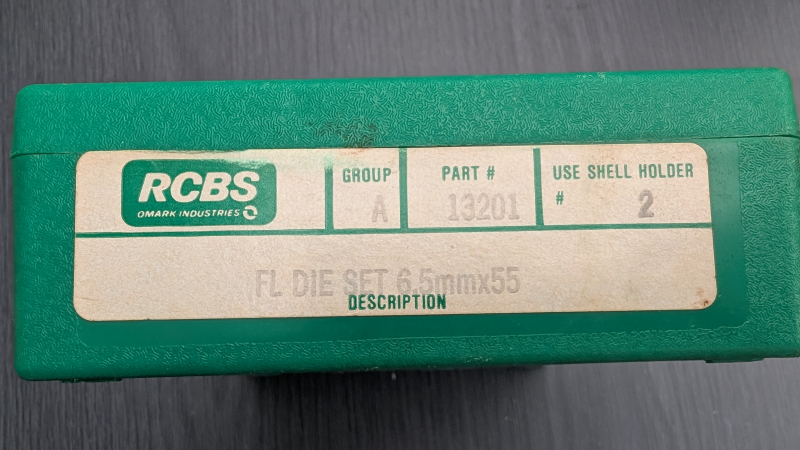 RCBS
OMARK INDUSTRIES
GROUP
A
PART #
13201
USE SHELL HOLDER
# 2
FL DIE SET 6.5mmx55
DESCRIPTION